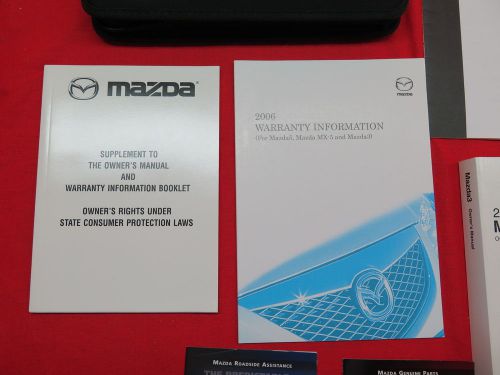 mazda
SUPPLEMENT TO
THE OWNER'S MANUAL
AND
WARRANTY INFORMATION BOOKLET
OWNER'S RIGHTS UNDER
STATE CONSUMER PROTECTION LAWS
mazda
2006
WARRANTY INFORMATION
(For Mazda6, Mazda MX-5 and Mazda3)
Mazda3
Owner's Manual
MAZDA ROADSIDE ASSISTANCE
MAZDA GENUINE PARTS